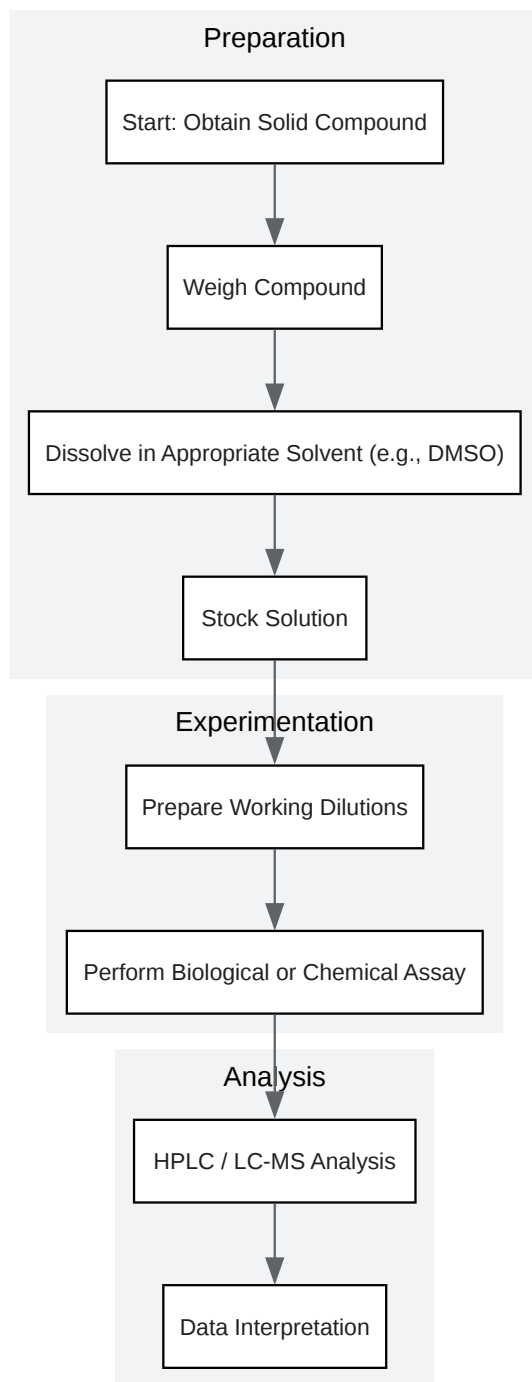 Preparation
Start: Obtain Solid Compound
Weigh Compound
Dissolve in Appropriate Solvent (e.g., DMSO)
Stock Solution
Experimentation
Prepare Working Dilutions
Perform Biological or Chemical Assay
Analysis
HPLC / LC-MS Analysis
Data Interpretation